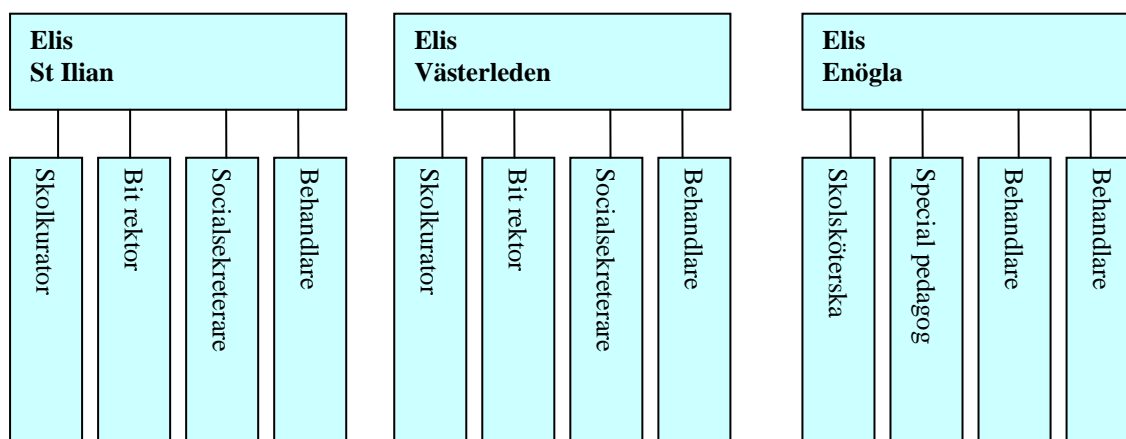 Elis
St Ilian
Skolkurator
Bit rektor
Socialsekreterare
Behandlare
Elis
Västerleden
Skolkurator
Bit rektor
Socialsekreterare
Behandlare
Elis
Enögla
Skolsköterska
Special pedagog
Behandlare
Behandlare